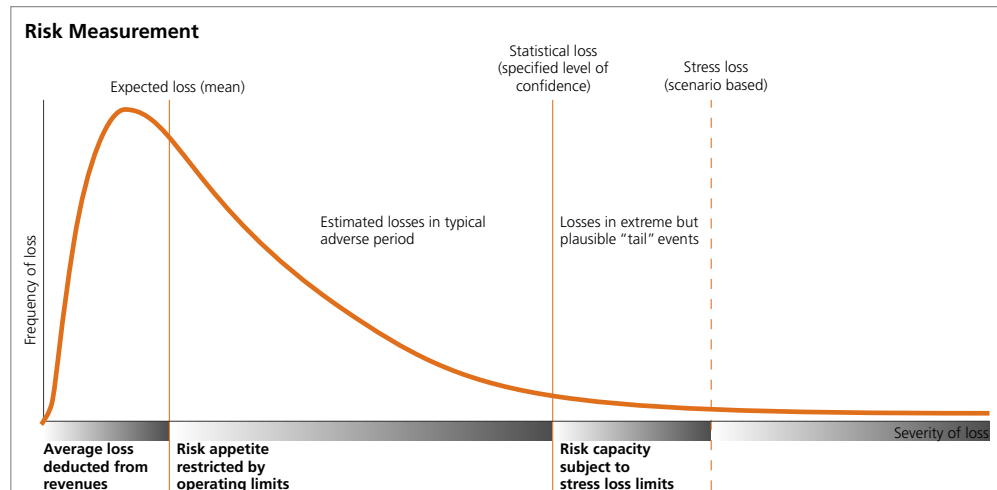 Risk Measurement
Expected loss (mean)
Statistical loss
(specified level of
confidence)
Stress loss
(scenario based)
Frequency of loss
Estimated losses in typical
adverse period
Losses in extreme but
plausible “tail” events
Severity of loss
Average loss
deducted from
revenues
Risk appetite
restricted by
operating limits
Risk capacity
subject to
stress loss limits